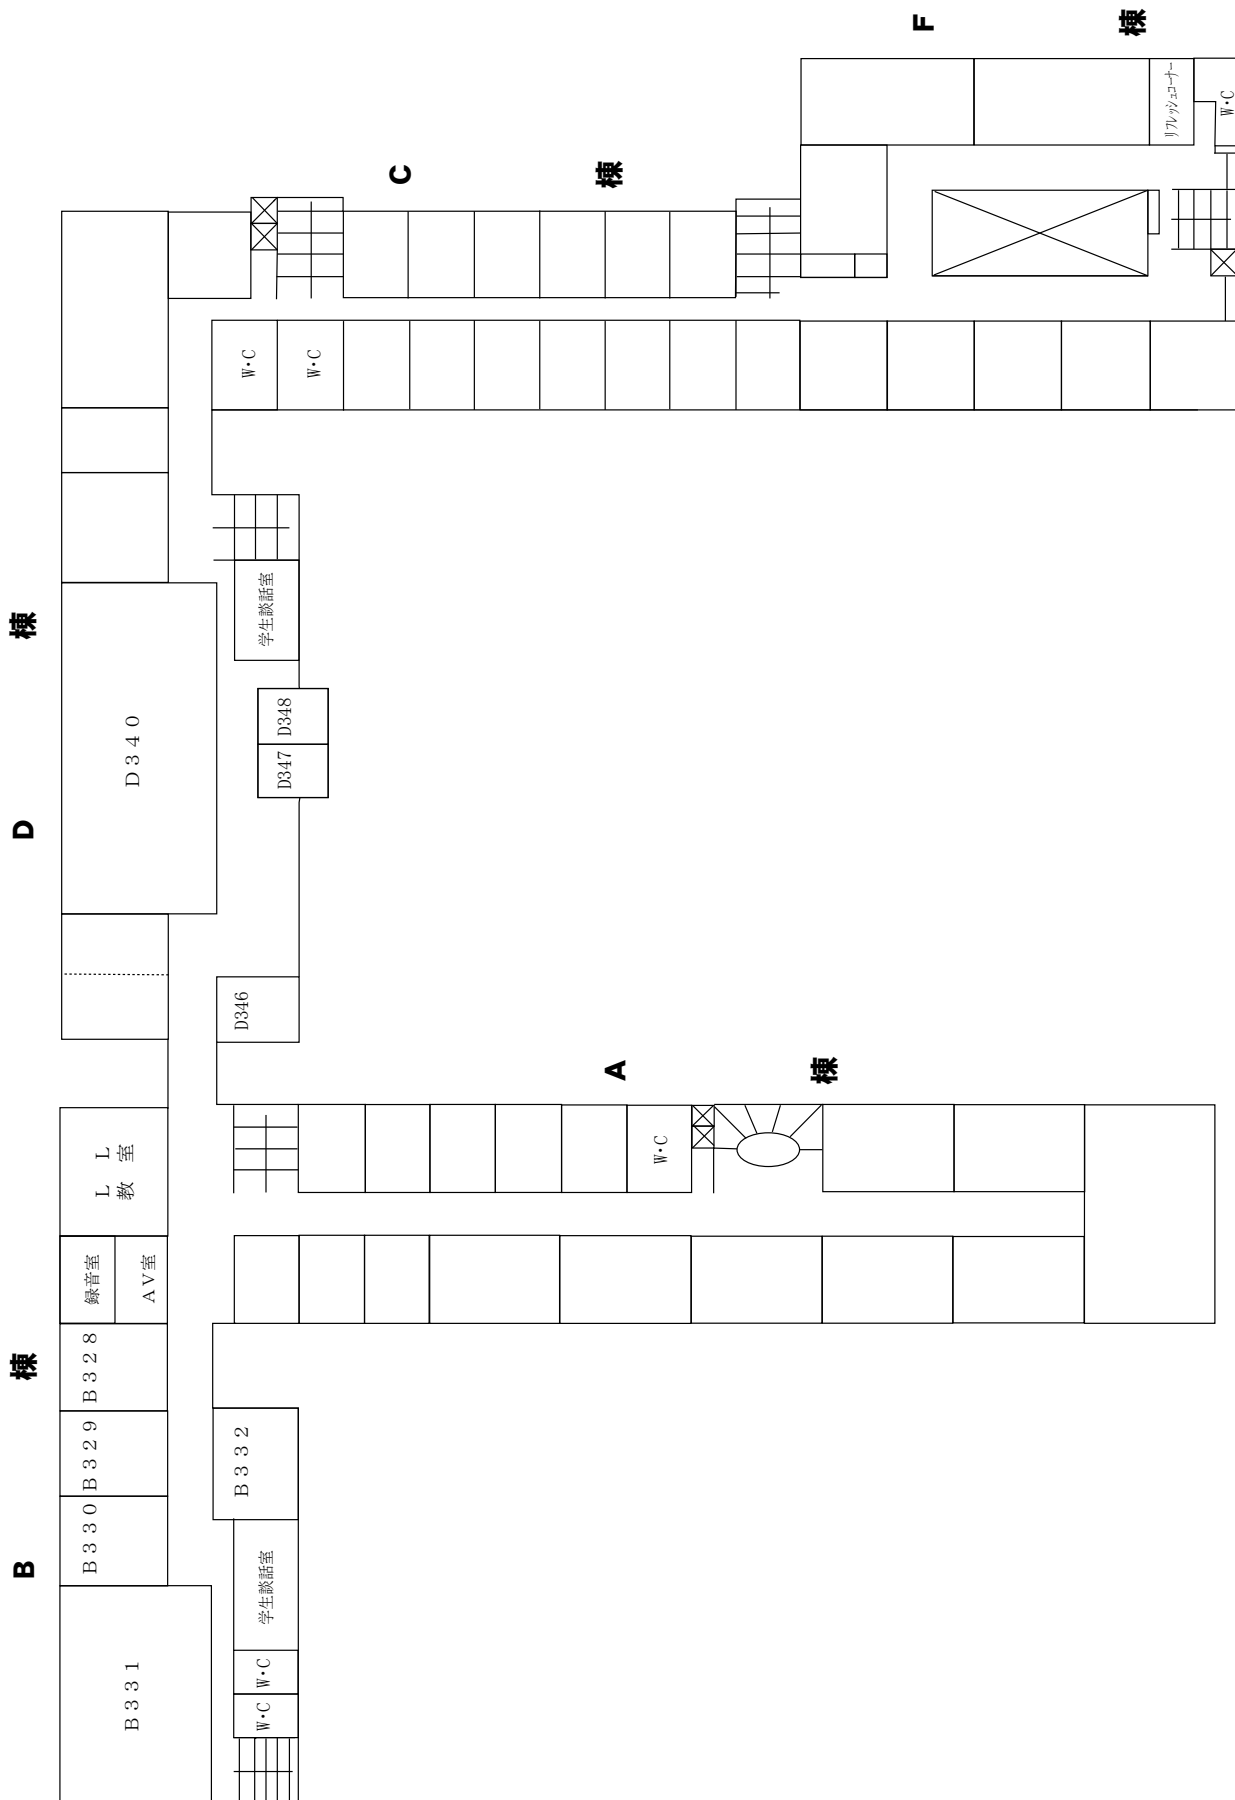 B 棟
D 棟
C 棟
F 棟
A 棟
B331
B330
B329
B328
録音室
AV室
LL
教室
W・C
W・C
学生談話室
B332
D346
D340
D347
D348
学生談話室
W・C
W・C
W・C
リフレッシュコーナー
W・C